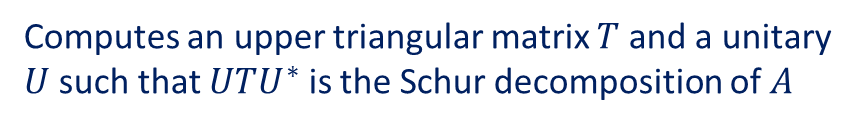 Computes an upper triangular matrix T and a unitary
U such that UTU* is the Schur decomposition of A